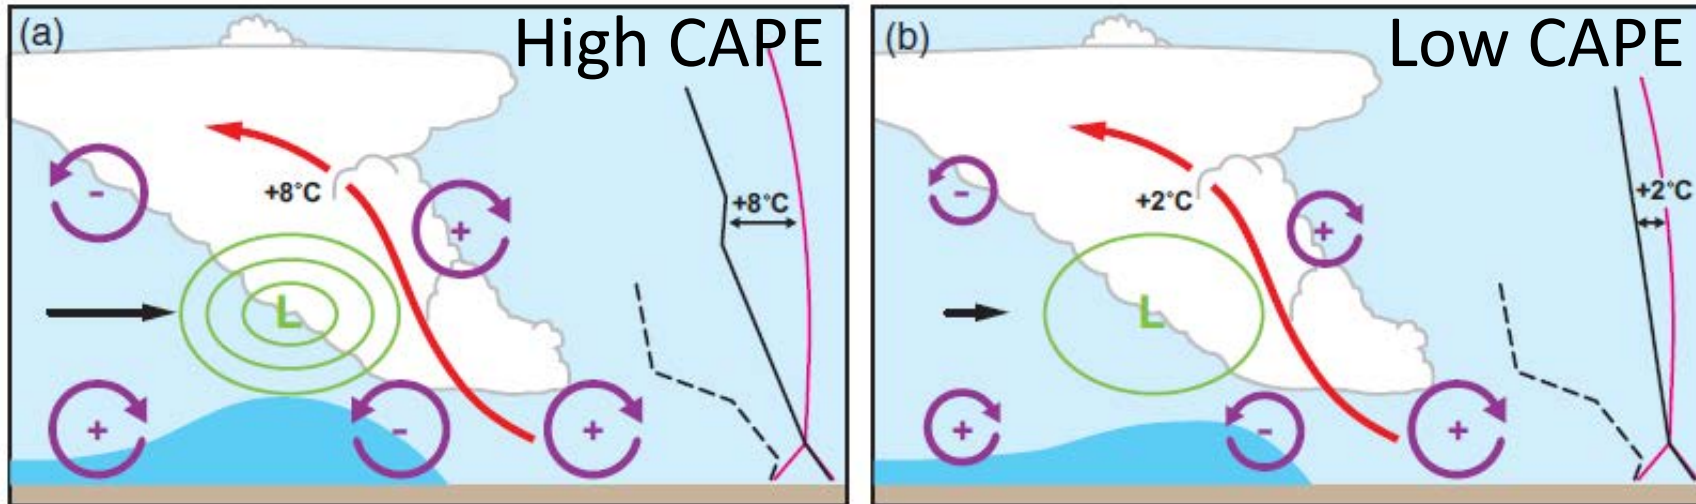 (a)
High CAPE
-
+8°C
+
+8°C
L
+
-
+
(b)
Low CAPE
-
+2°C
+
+2°C
L
+
-
+